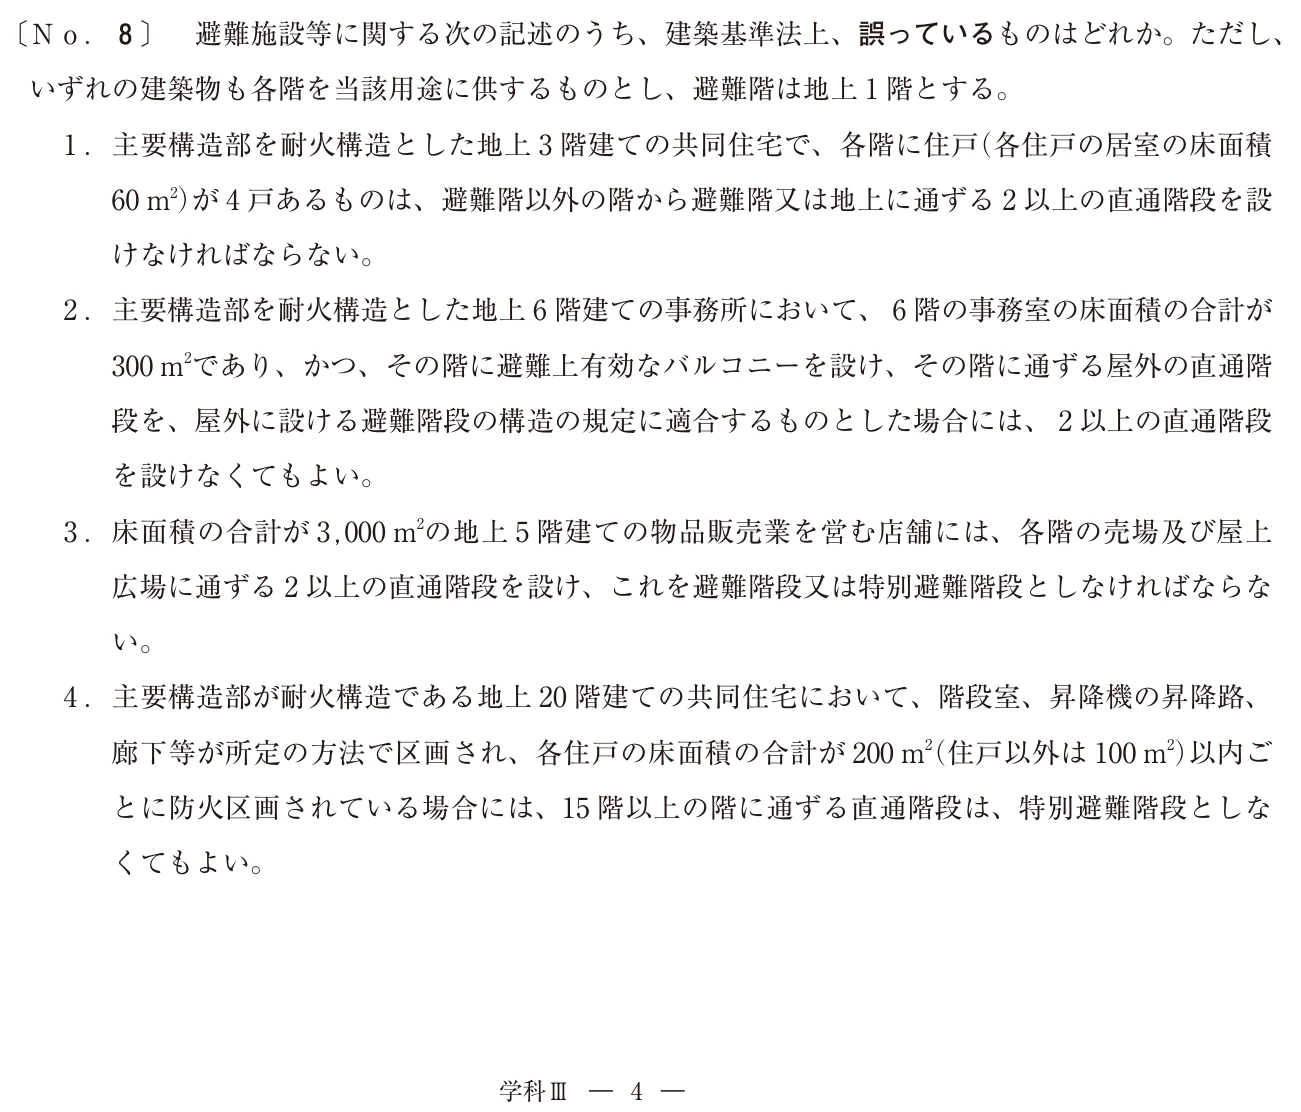 〔Ｎｏ．８〕　避難施設等に関する次の記述のうち、建築基準法上、誤っているものはどれか。ただし、
いずれの建築物も各階を当該用途に供するものとし、避難階は地上１階とする。
１．主要構造部を耐火構造とした地上３階建ての共同住宅で、各階に住戸(各住戸の居室の床面積
60 m²)が４戸あるものは、避難階以外の階から避難階又は地上に通ずる２以上の直通階段を設
けなければならない。
２．主要構造部を耐火構造とした地上６階建ての事務所において、６階の事務室の床面積の合計が
300 m²であり、かつ、その階に避難上有効なバルコニーを設け、その階に通ずる屋外の直通階
段を、屋外に設ける避難階段の構造の規定に適合するものとした場合には、２以上の直通階段
を設けなくてもよい。
３．床面積の合計が3,000 m²の地上５階建ての物品販売業を営む店舗には、各階の売場及び屋上
広場に通ずる２以上の直通階段を設け、これを避難階段又は特別避難階段としなければならな
い。
４．主要構造部が耐火構造である地上20階建ての共同住宅において、階段室、昇降機の昇降路、
廊下等が所定の方法で区画され、各住戸の床面積の合計が200 m²(住戸以外は100 m²)以内ご
とに防火区画されている場合には、15階以上の階に通ずる直通階段は、特別避難階段としな
くてもよい。
学科Ⅲ ― 4 ―